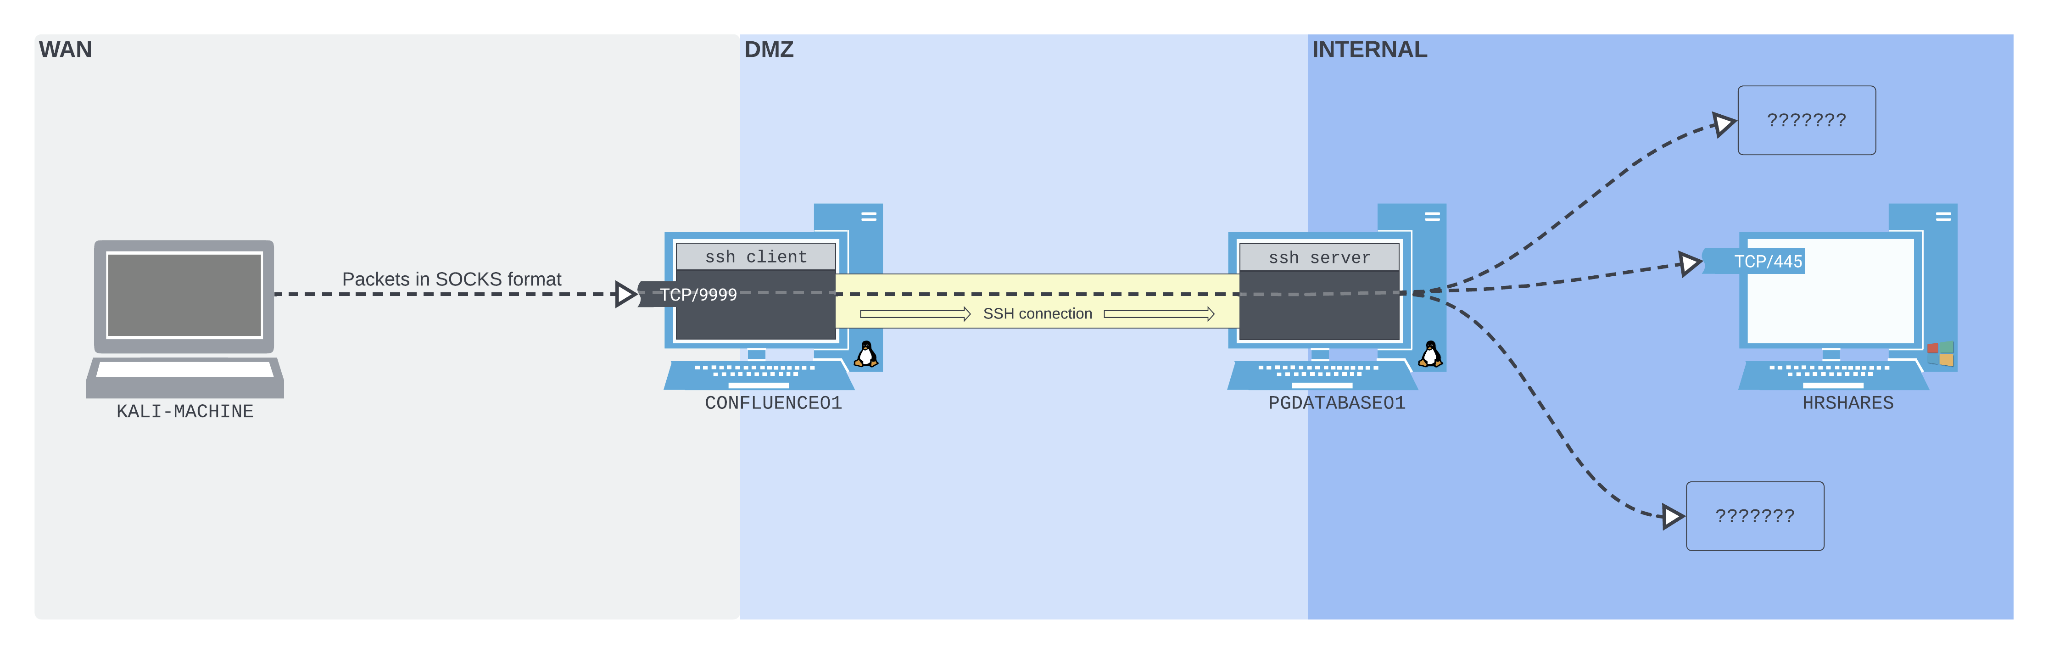 WAN
DMZ
INTERNAL
???????
ssh client
ssh server
TCP/445
Packets in SOCKS format
TCP/9999
SSH connection
KALI-MACHINE
CONFLUENCE01
PGDATABASE01
HRSHARES
???????